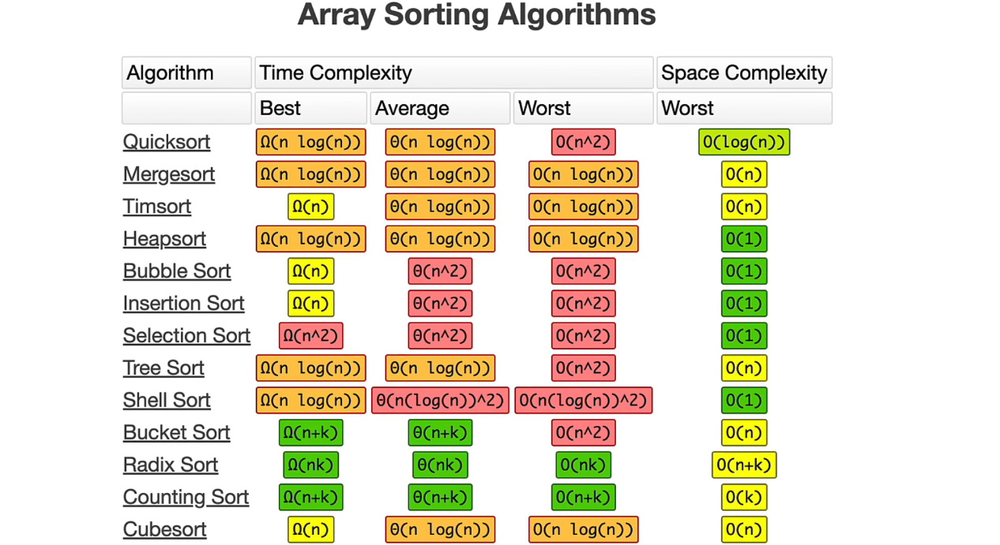 Array Sorting Algorithms
Algorithm Time Complexity Space Complexity
Best Average Worst Worst
Quicksort Ω(n log(n)) Θ(n log(n)) O(n^2) O(log(n))
Mergesort Ω(n log(n)) Θ(n log(n)) O(n log(n)) O(n)
Timsort Ω(n) Θ(n log(n)) O(n log(n)) O(n)
Heapsort Ω(n log(n)) Θ(n log(n)) O(n log(n)) O(1)
Bubble Sort Ω(n) Θ(n^2) O(n^2) O(1)
Insertion Sort Ω(n) Θ(n^2) O(n^2) O(1)
Selection Sort Ω(n^2) Θ(n^2) O(n^2) O(1)
Tree Sort Ω(n log(n)) Θ(n log(n)) O(n^2) O(n)
Shell Sort Ω(n log(n)) Θ(n(log(n))^2) O(n(log(n))^2) O(1)
Bucket Sort Ω(n+k) Θ(n+k) O(n^2) O(n)
Radix Sort Ω(nk) Θ(nk) O(nk) O(n+k)
Counting Sort Ω(n+k) Θ(n+k) O(n+k) O(k)
Cubesort Ω(n) Θ(n log(n)) O(n log(n)) O(n)